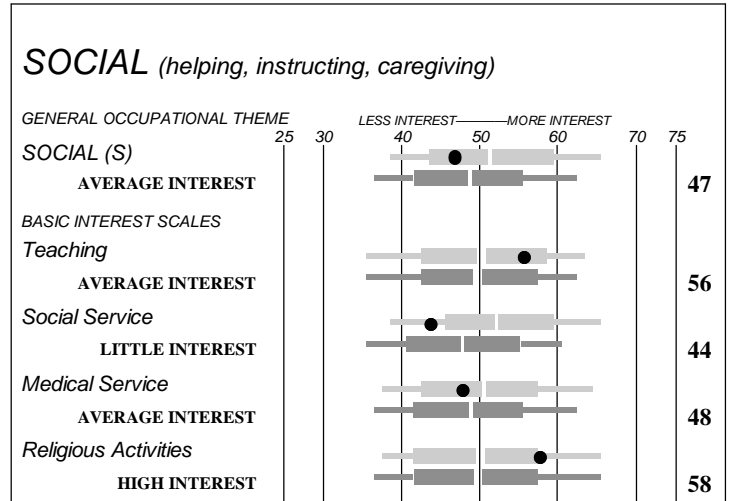 SOCIAL (helping, instructing, caregiving)
GENERAL OCCUPATIONAL THEME LESS INTEREST MORE INTEREST
25 30 40 50 60 70 75
SOCIAL (S)
AVERAGE INTEREST 47
BASIC INTEREST SCALES
Teaching
AVERAGE INTEREST 56
Social Service
LITTLE INTEREST 44
Medical Service
AVERAGE INTEREST 48
Religious Activities
HIGH INTEREST 58